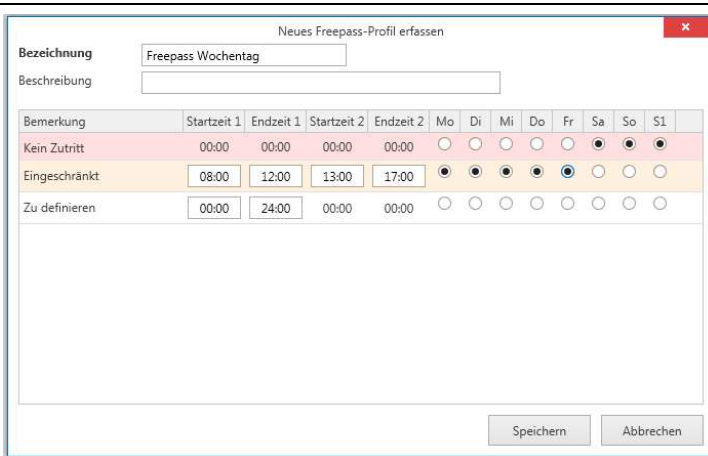 Neues Freepass-Profil erfassen
Bezeichnung Freepass Wochentag
Beschreibung
Bemerkung Startzeit 1 Endzeit 1 Startzeit 2 Endzeit 2 Mo Di Mi Do Fr Sa So S1
Kein Zutritt 00:00 00:00 00:00 00:00
Eingeschränkt 08:00 12:00 13:00 17:00
Zu definieren 00:00 24:00 00:00 00:00
Speichern Abbrechen